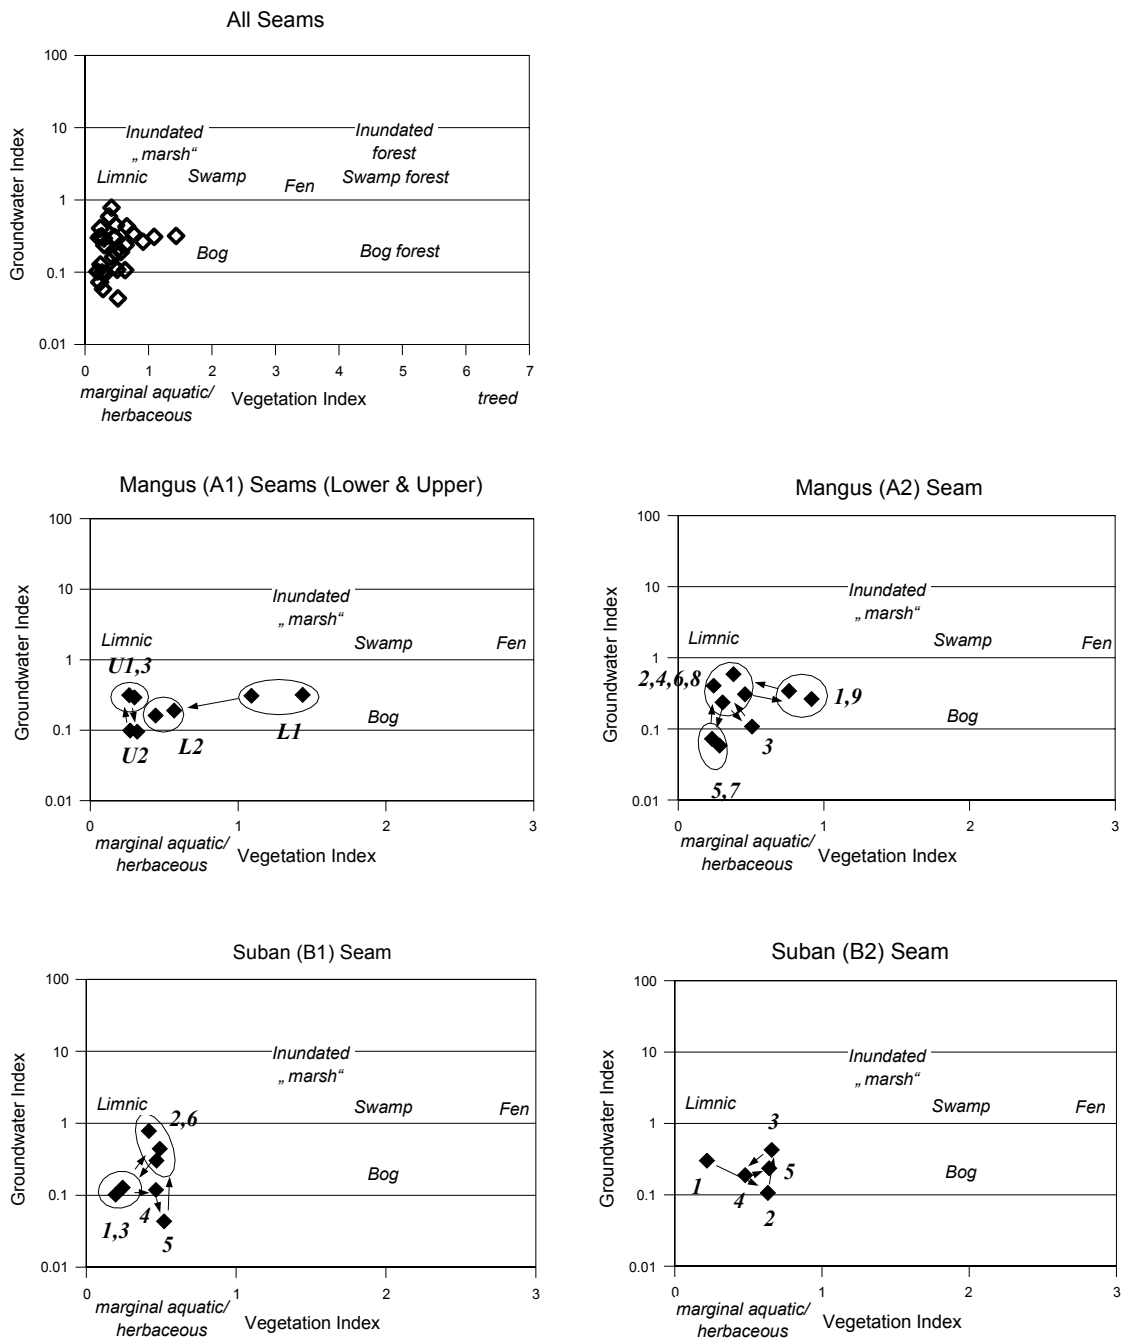 All Seams
100
10
1
0.1
0.01
Groundwater Index
Inundated
„marsh“
Limnic
Swamp
Fen
Inundated
forest
Swamp forest
Bog
Bog forest
0 1 2 3 4 5 6 7
marginal aquatic/
herbaceous
Vegetation Index
treed
Mangus (A1) Seams (Lower & Upper)
100
10
1
0.1
0.01
Groundwater Index
Inundated
„marsh“
Limnic
Swamp
Fen
U1,3
U2
L2
L1
Bog
0 1 2 3
marginal aquatic/
herbaceous
Vegetation Index
Mangus (A2) Seam
100
10
1
0.1
0.01
Groundwater Index
Inundated
„marsh“
Limnic
Swamp
Fen
2,4,6,8
1,9
3
5,7
Bog
0 1 2 3
marginal aquatic/
herbaceous
Vegetation Index
Suban (B1) Seam
100
10
1
0.1
0.01
Groundwater Index
Inundated
„marsh“
Limnic
Swamp
Fen
2,6
Bog
1,3
4
5
0 1 2 3
marginal aquatic/
herbaceous
Vegetation Index
Suban (B2) Seam
100
10
1
0.1
0.01
Groundwater Index
Inundated
„marsh“
Limnic
Swamp
Fen
3
Bog
1
4
5
2
0 1 2 3
marginal aquatic/
herbaceous
Vegetation Index